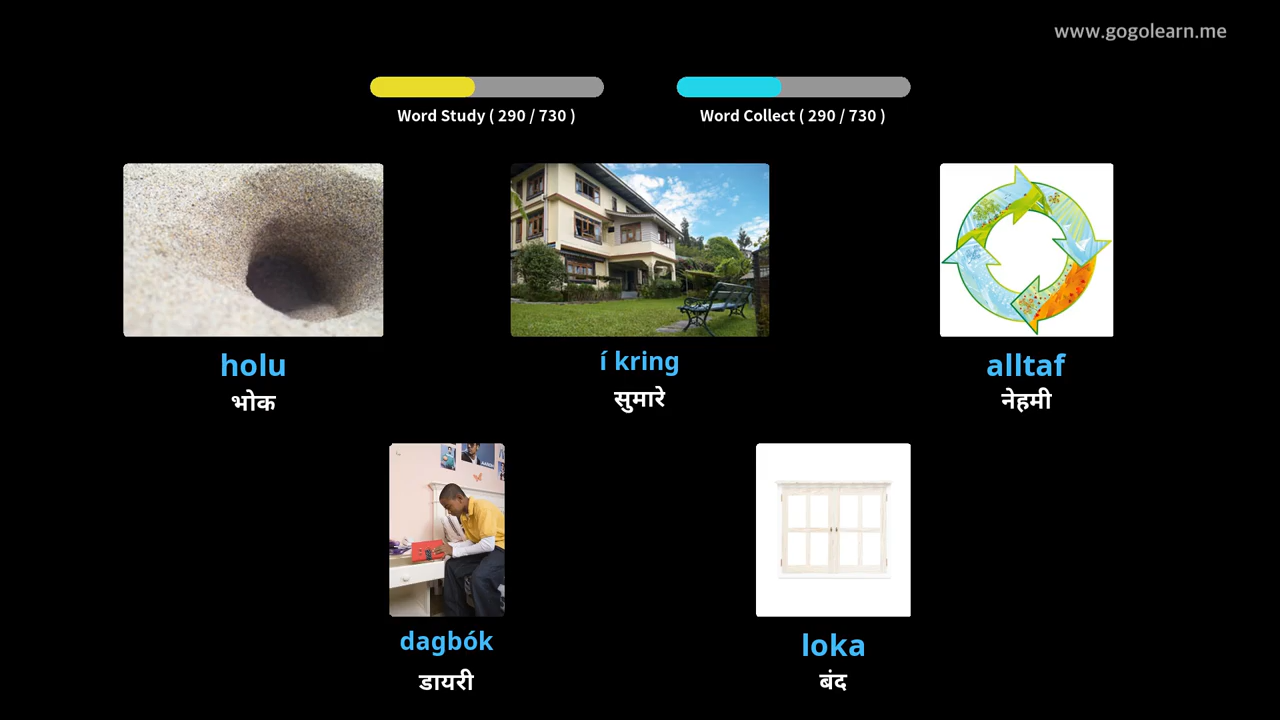 www.gogolearn.me
Word Study ( 290 / 730 )
Word Collect ( 290 / 730 )
holu
í kring
alltaf
भोक
सुमारे
नेहमी
dagbók
loka
डायरी
बंद